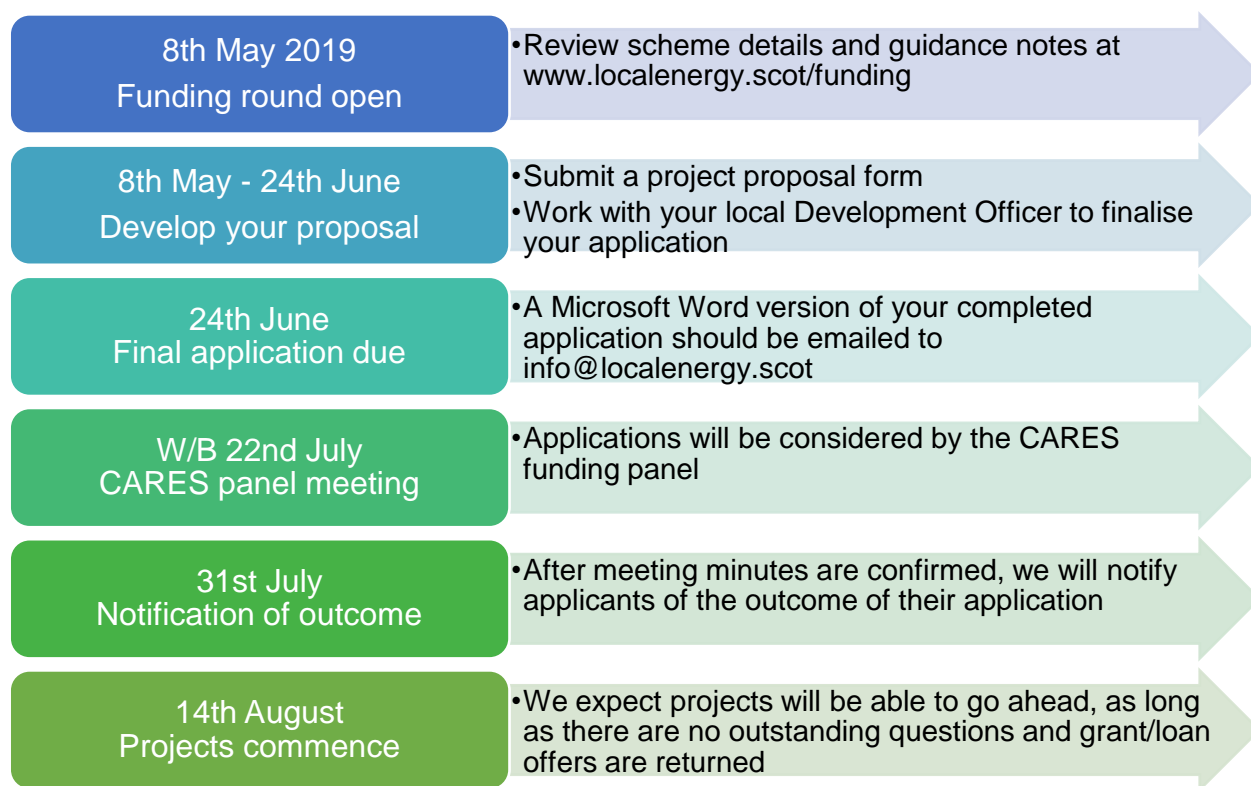 8th May 2019
Funding round open
•Review scheme details and guidance notes at
www.localenergy.scot/funding
8th May - 24th June
Develop your proposal
•Submit a project proposal form
•Work with your local Development Officer to finalise
your application
24th June
Final application due
•A Microsoft Word version of your completed
application should be emailed to
info@localenergy.scot
W/B 22nd July
CARES panel meeting
•Applications will be considered by the CARES
funding panel
31st July
Notification of outcome
•After meeting minutes are confirmed, we will notify
applicants of the outcome of their application
14th August
Projects commence
•We expect projects will be able to go ahead, as long
as there are no outstanding questions and grant/loan
offers are returned